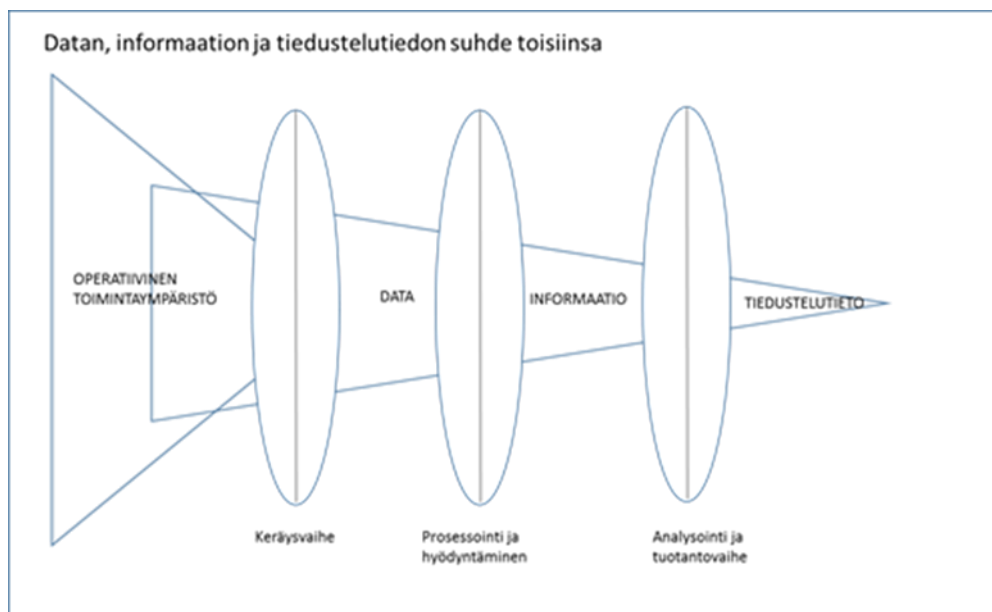 Datan, informaation ja tiedustelutiedon suhde toisiinsa
OPERATIIVINEN
TOIMINTAYMPÄRISTÖ
DATA
INFORMAATIO
TIEDUSTELUTIETO
Keräysvaihe
Prosessointi ja
hyödyntäminen
Analysointi ja
tuotantovaihe